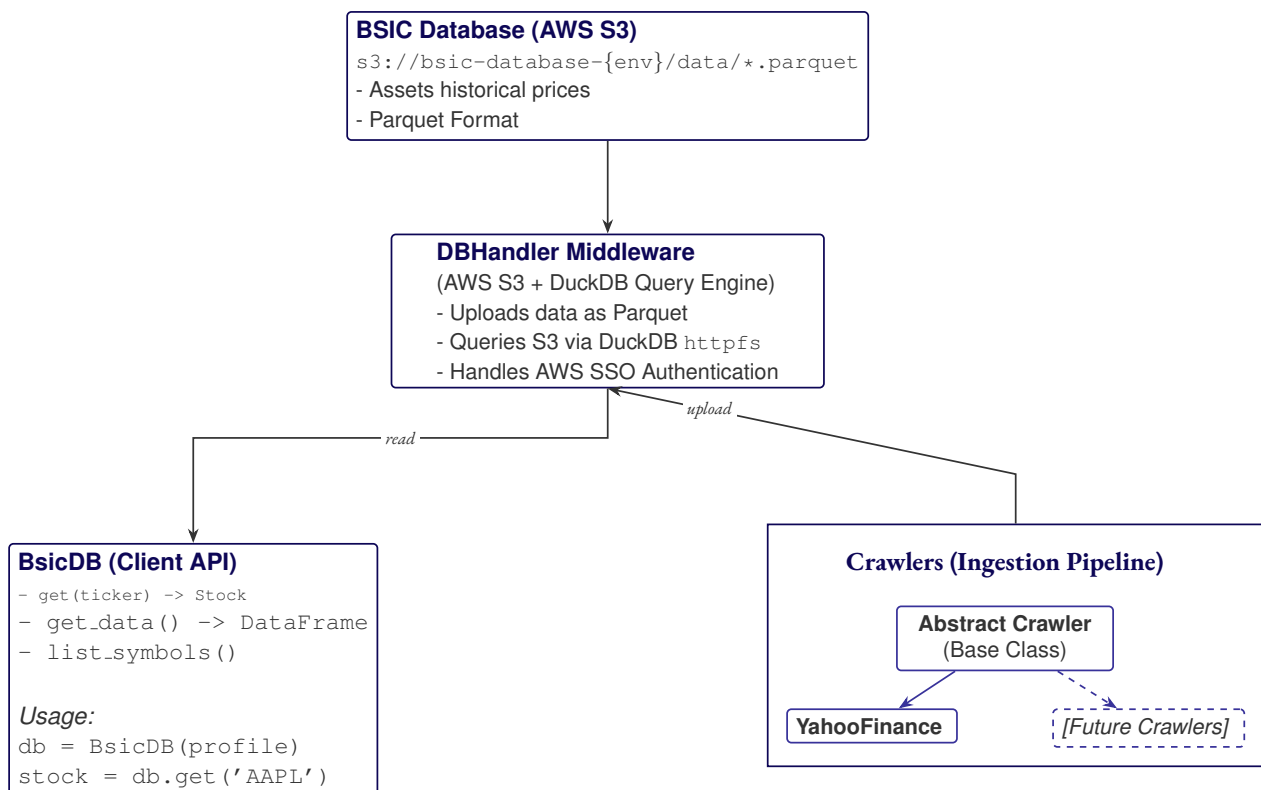 BSIC Database (AWS S3)
s3://bsic-database-{env}/data/*.parquet
- Assets historical prices
- Parquet Format
DBHandler Middleware
(AWS S3 + DuckDB Query Engine)
- Uploads data as Parquet
- Queries S3 via DuckDB httpfs
- Handles AWS SSO Authentication
upload
read
BsicDB (Client API)
- get(ticker) -> Stock
- get_data() -> DataFrame
- list_symbols()
Usage:
db = BsicDB(profile)
stock = db.get('AAPL')
Crawlers (Ingestion Pipeline)
Abstract Crawler
(Base Class)
YahooFinance
[Future Crawlers]